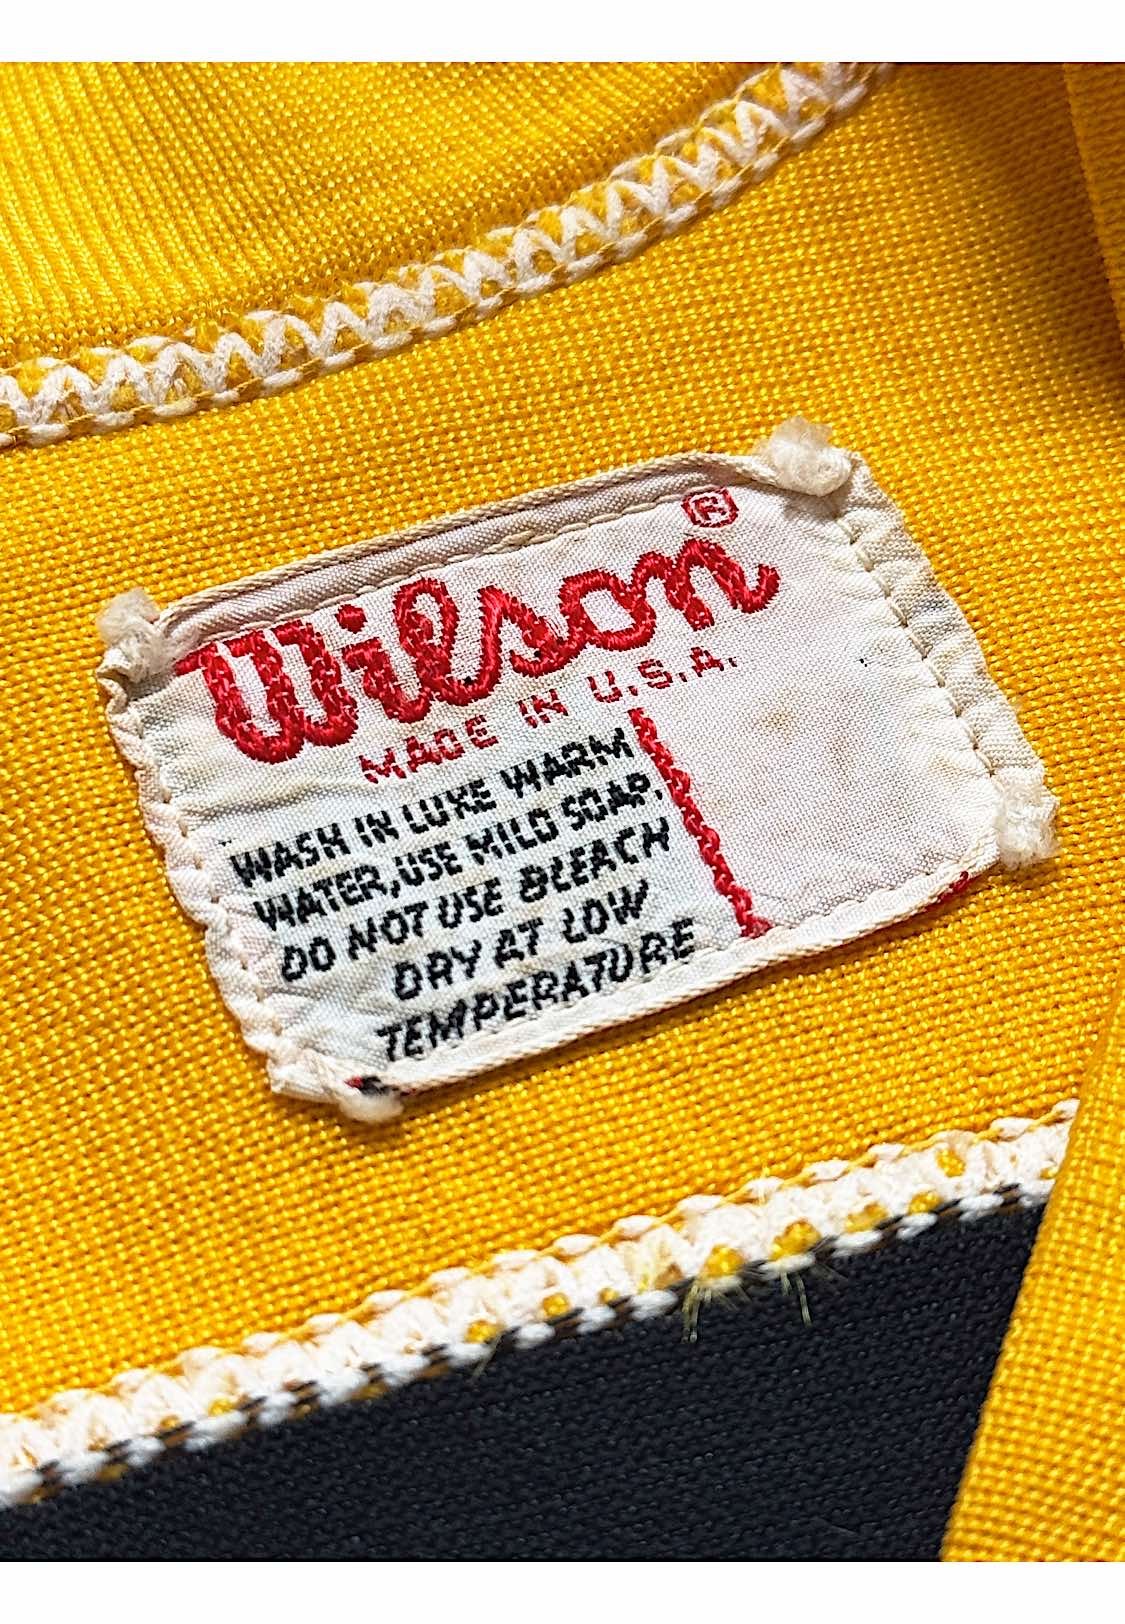 Wilson®
MADE IN U.S.A.
WASH IN LUKE WARM
WATER, USE MILD SOAP.
DO NOT USE BLEACH
DRY AT LOW
TEMPERATURE